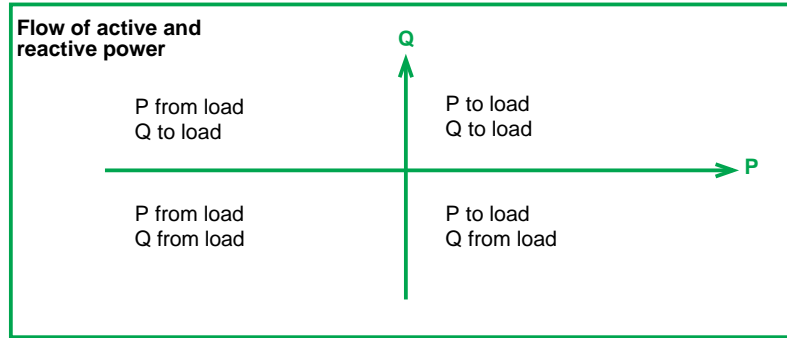 Flow of active and
reactive power
Q
P from load
Q to load
P to load
Q to load
P
P from load
Q from load
P to load
Q from load